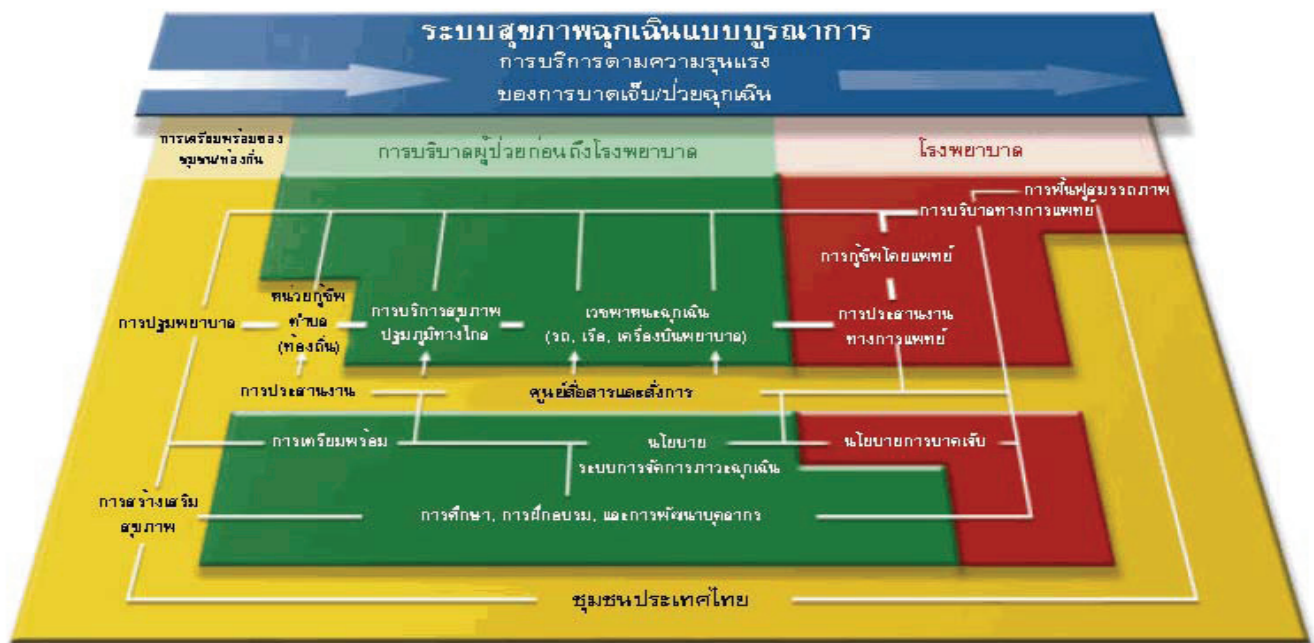 ระบบสุขภาพฉุกเฉินแบบบูรณาการ
การบริการตามความรุนแรง
ของการบาดเจ็บ/ป่วยฉุกเฉิน
การเตรียมพร้อมของ
ชุมชน/ท้องถิ่น
การบริบาลผู้ป่วยก่อนถึงโรงพยาบาล
โรงพยาบาล
การฟื้นฟูสมรรถภาพ
การบริบาลทางการแพทย์
การกู้ชีพโดยแพทย์
การปฐมพยาบาล
หน่วยกู้ชีพ
ตำบล
(ท้องถิ่น)
การบริการสุขภาพ
ปฐมภูมิทางไกล
เวชพาหนะฉุกเฉิน
(รถ, เรือ, เครื่องบินพยาบาล)
การประสานงาน
ทางการแพทย์
การประสานงาน
ศูนย์สื่อสารและสั่งการ
การเตรียมพร้อม
นโยบาย
ระบบการจัดการภาวะฉุกเฉิน
นโยบายการบาดเจ็บ
การสร้างเสริม
สุขภาพ
การศึกษา, การฝึกอบรม, และการพัฒนาบุคลากร
ชุมชนประเทศไทย